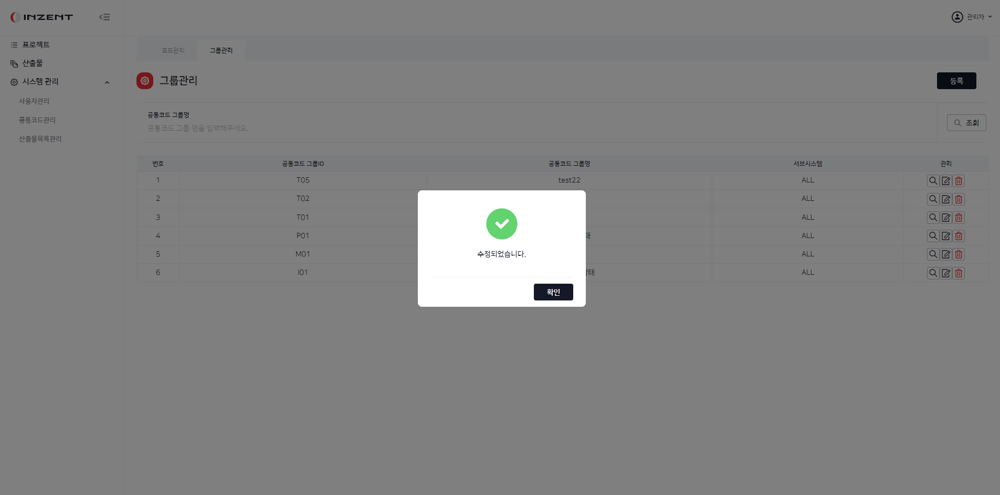 INZENT
관리자
프로젝트
산출물
시스템 관리
사용자관리
공통코드관리
산출물목록관리
코드관리 그룹관리
그룹관리
등록
공통코드 그룹명
공통코드 그룹 명을 입력해주세요.
조회
번호 공통코드 그룹ID 공통코드 그룹명 서브시스템 관리
1 T05 test22 ALL
2 T02 ALL
3 T01 ALL
4 P01 태 ALL
5 M01 ALL
6 I01 태 ALL
수정되었습니다.
확인